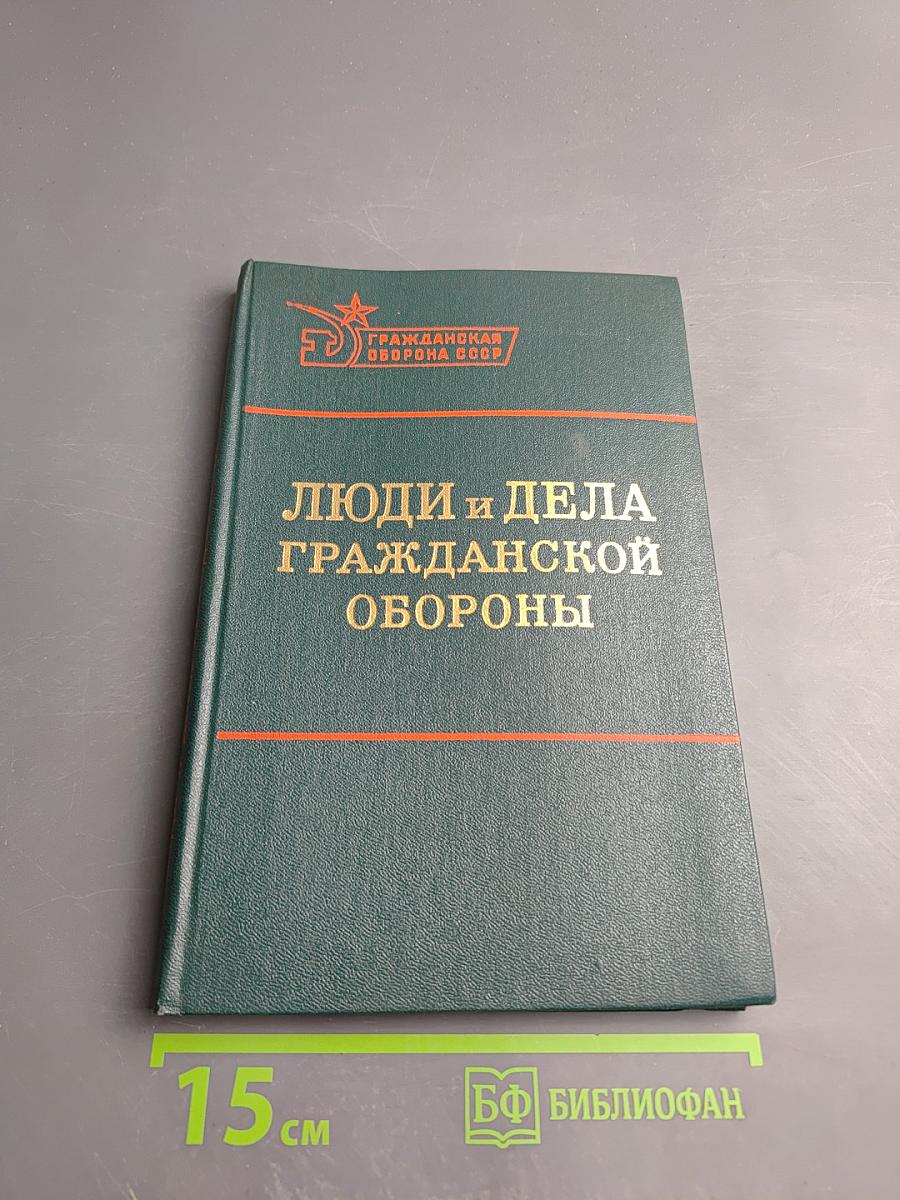 ГРАЖДАНСКАЯ
ОБОРОНА СССР
ЛЮДИ и ДЕЛА
ГРАЖДАНСКОЙ
ОБОРОНЫ
15 см
БФ БИБЛИОФАН